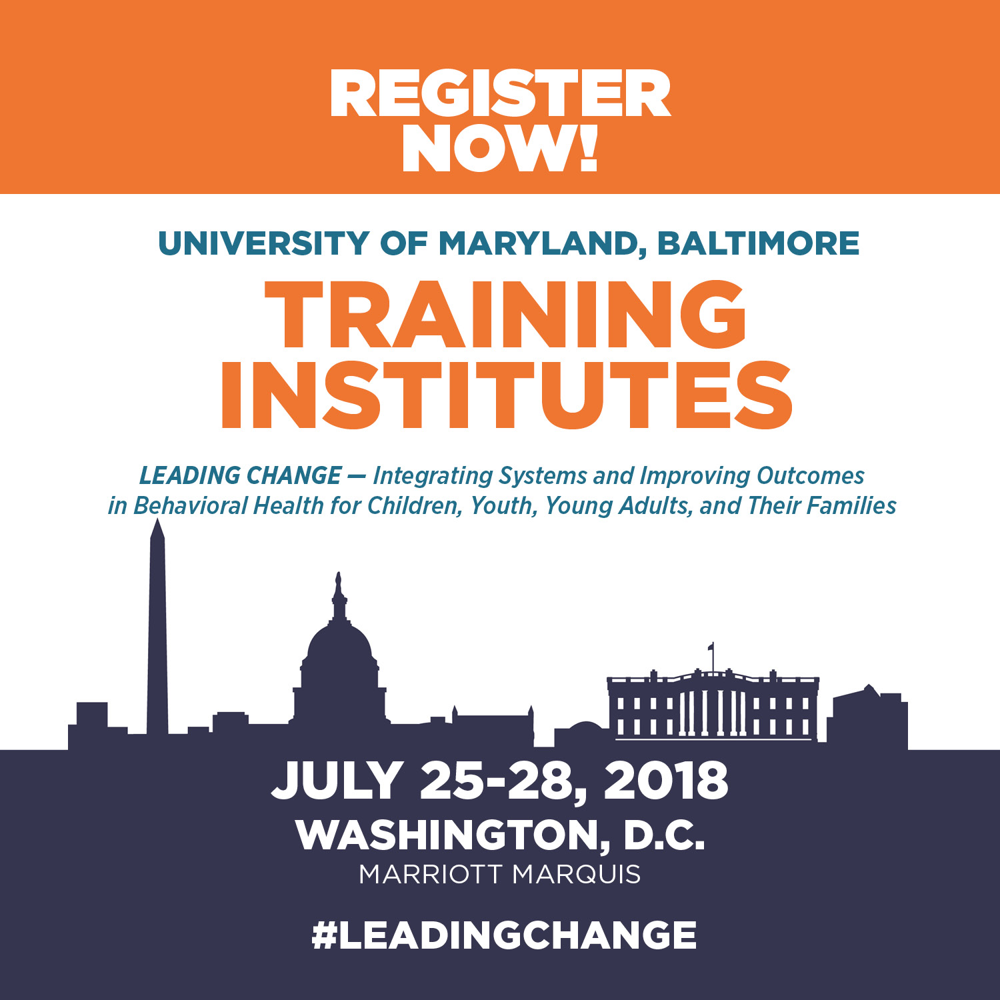 REGISTER
NOW!
UNIVERSITY OF MARYLAND, BALTIMORE
TRAINING
INSTITUTES
LEADING CHANGE — Integrating Systems and Improving Outcomes
in Behavioral Health for Children, Youth, Young Adults, and Their Families
JULY 25-28, 2018
WASHINGTON, D.C.
MARRIOTT MARQUIS
#LEADINGCHANGE